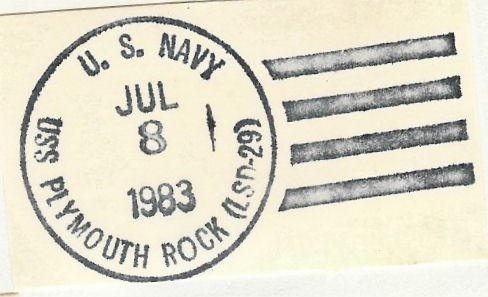 U. S. NAVY
JUL
8
1983
USS PLYMOUTH ROCK (LSD-29)